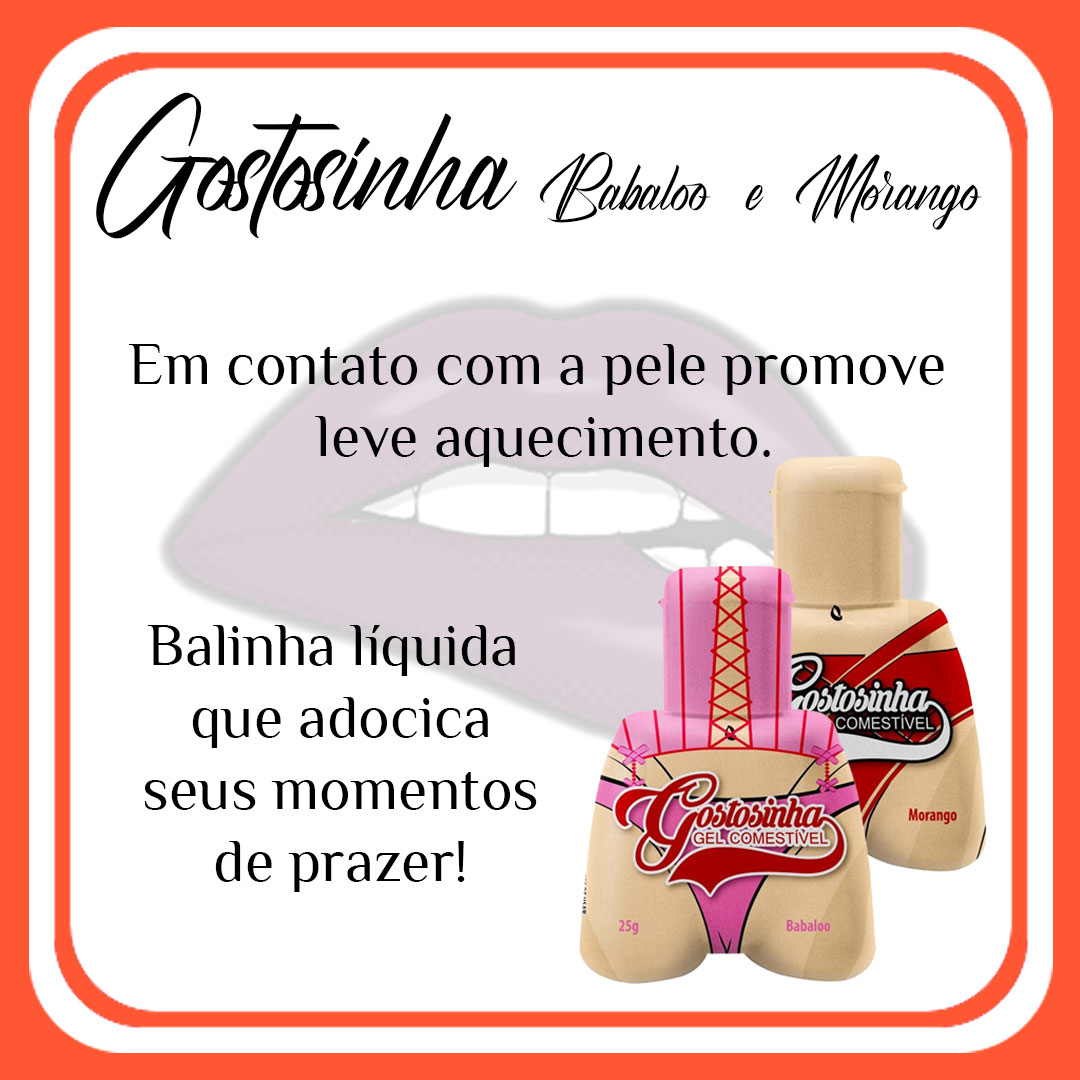 Gostosinha Babaloo e Morango
Em contato com a pele promove
leve aquecimento.
Balinha líquida
que adocica
seus momentos
de prazer!
Gostosinha
COMESTÍVEL
Morango
Gostosinha
GEL COMESTÍVEL
25g
Babaloo